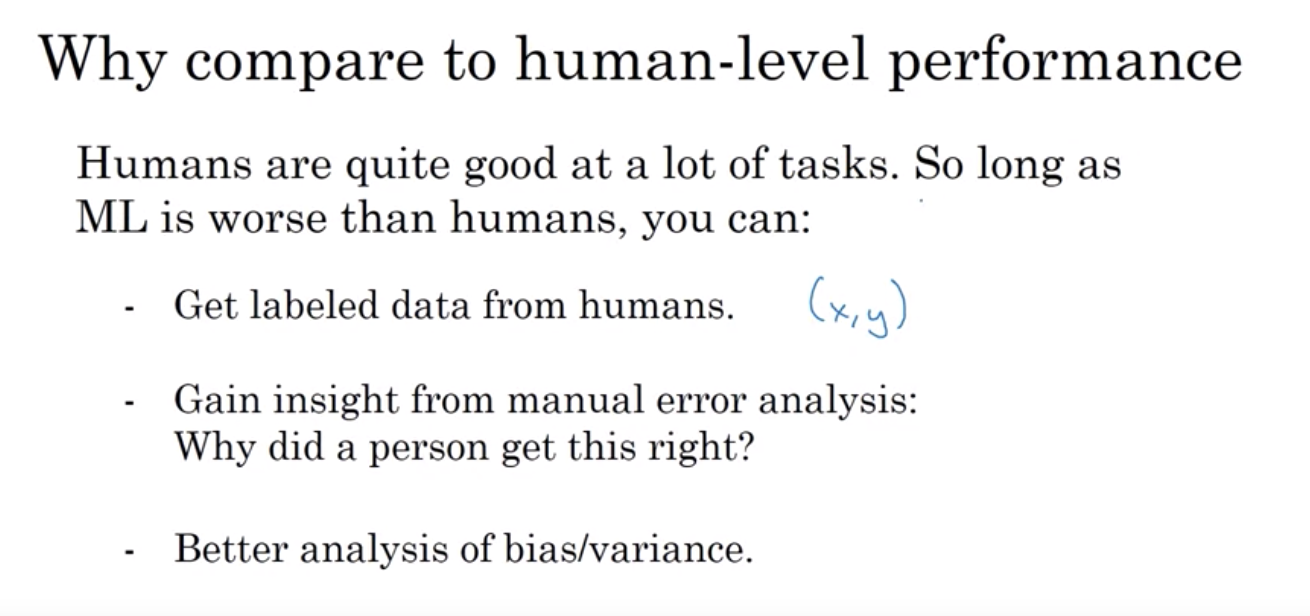 Why compare to human-level performance
Humans are quite good at a lot of tasks. So long as
ML is worse than humans, you can:
- Get labeled data from humans. (x,y)
- Gain insight from manual error analysis:
Why did a person get this right?
- Better analysis of bias/variance.